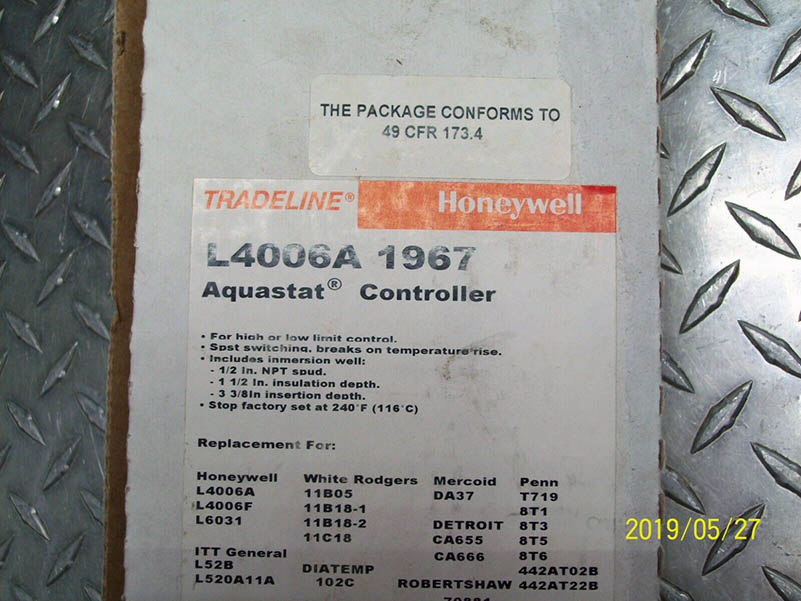 THE PACKAGE CONFORMS TO
49 CFR 173.4
TRADELINE® Honeywell
L4006A 1967
Aquastat® Controller
• For high or low limit control.
• Spst switching, breaks on temperature rise.
• Includes inmersion well:
- 1/2 In. NPT spud.
- 1 1/2 In. insulation depth.
- 3 3/8In insertion depth.
• Stop factory set at 240°F (116°C)
Replacement For:
Honeywell White Rodgers Mercoid Penn
L4006A 11B05 DA37 T719
L4006F 11B18-1 8T1
L6031 11B18-2 DETROIT 8T3
11C18 CA655 8T5
ITT General CA666 8T6
L52B DIATEMP 442AT02B
L520A11A 102C ROBERTSHAW 442AT22B
2019/05/27